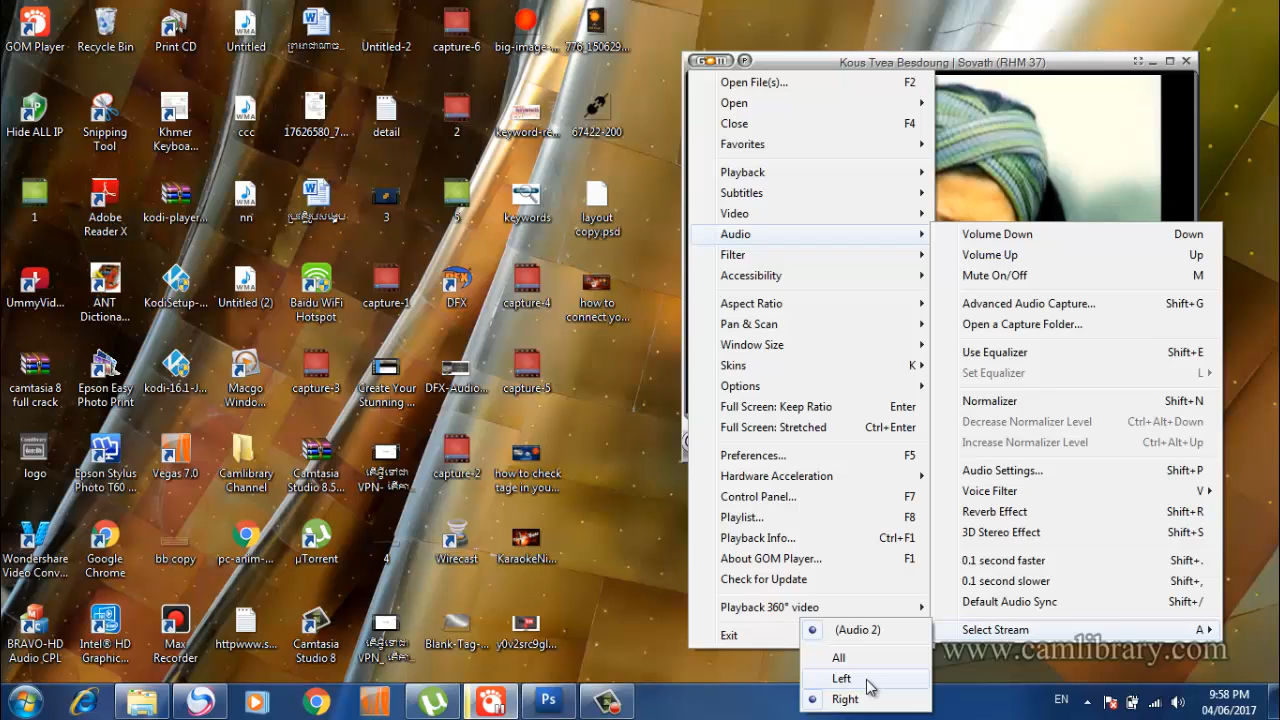 GOM Player
Recycle Bin
Print CD
Untitled
Untitled-2
capture-6
big-image-...
776_150629...
Hide ALL IP
Snipping
Tool
Khmer
Keyboa...
ccc
17626580_7...
detail
2
keyword-re...
67422-200
1
Adobe
Reader X
kodi-player...
nn
3
5
keywords
layout
copy.psd
UmmyVid...
ANT
Dictiona...
KodiSetup-...
Untitled (2)
Baidu WiFi
Hotspot
capture-1
DFX
capture-4
how to
connect yo...
camtasia 8
full crack
Epson Easy
Photo Print
kodi-16.1-J...
Macgo
Windo...
capture-3
Create Your
Stunning ...
DFX-Audio...
capture-5
logo
Epson Stylus
Photo T60 ...
Vegas 7.0
Camlibrary
Channel
Camtasia
Studio 8.5...
capture-2
how to check
tage in you...
Wondershare
Video Conv...
Google
Chrome
bb copy
pc-anim-...
µTorrent
4
Wirecast
KaraokeNi...
BRAVO-HD
Audio CPL
Intel® HD
Graphic...
Max
Recorder
httpwww...
Camtasia
Studio 8
Blank-Tag-...
y0v2src9gl...
GOM
Kous Tvea Besdoung | Sovath (RHM 37)
Open File(s)... F2
Open
Close F4
Favorites
Playback
Subtitles
Video
Audio
Filter
Accessibility
Aspect Ratio
Pan & Scan
Window Size
Skins K
Options
Full Screen: Keep Ratio Enter
Full Screen: Stretched Ctrl+Enter
Preferences... F5
Hardware Acceleration
Control Panel... F7
Playlist... F8
Playback Info... Ctrl+F1
About GOM Player... F1
Check for Update
Playback 360° video
Exit
Volume Down Down
Volume Up Up
Mute On/Off M
Advanced Audio Capture... Shift+G
Open a Capture Folder...
Use Equalizer Shift+E
Set Equalizer L
Normalizer Shift+N
Decrease Normalizer Level Ctrl+Alt+Down
Increase Normalizer Level Ctrl+Alt+Up
Audio Settings... Shift+P
Voice Filter V
Reverb Effect Shift+R
3D Stereo Effect Shift+S
0.1 second faster Shift+.
0.1 second slower Shift+,
Default Audio Sync Shift+/
Select Stream A
(Audio 2)
All
Left
Right
www.camlibrary.com
EN
9:58 PM
04/06/2017